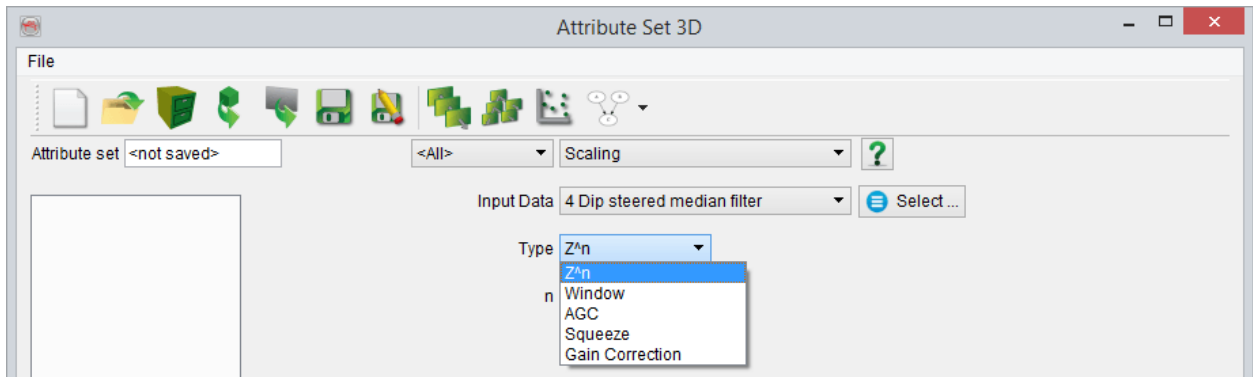 Attribute Set 3D
File
Attribute set <not saved> <All> Scaling ?
Input Data 4 Dip steered median filter Select ...
Type Z^n
Z^n
n Window
AGC
Squeeze
Gain Correction